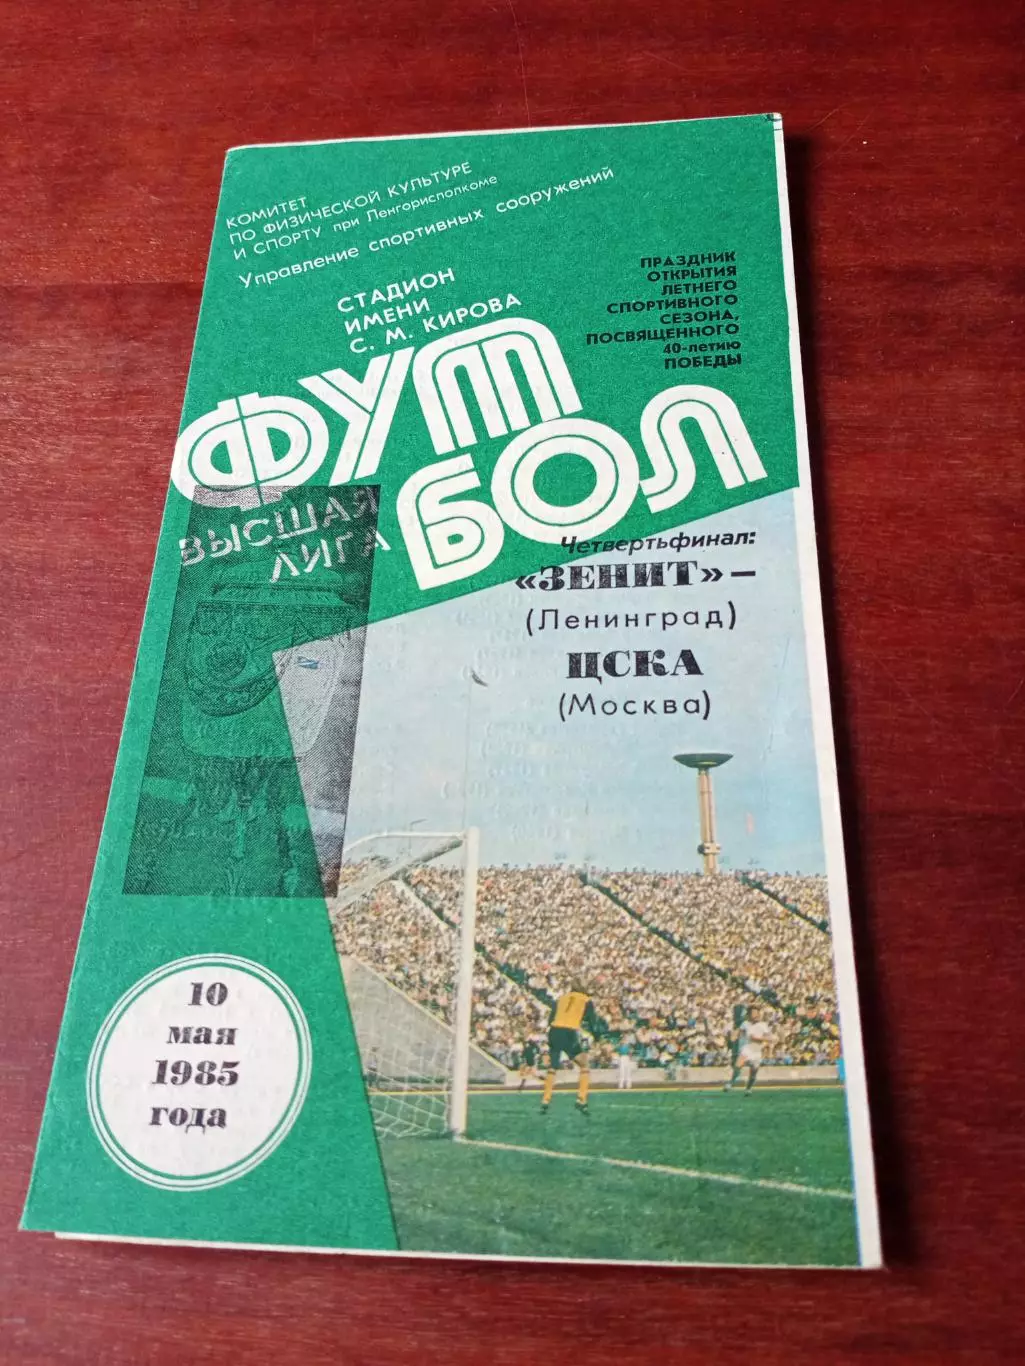 КОМИТЕТ
ПО ФИЗИЧЕСКОЙ КУЛЬТУРЕ
И СПОРТУ при Ленгорисполкоме
Управление спортивных сооружений
СТАДИОН
ИМЕНИ
С. М. КИРОВА
ПРАЗДНИК
ОТКРЫТИЯ
ЛЕТНЕГО
СПОРТИВНОГО
СЕЗОНА,
ПОСВЯЩЕННОГО
40-летию
ПОБЕДЫ
ФУТ
БОЛ
ВЫСШАЯ
ЛИГА
Четвертьфинал:
«ЗЕНИТ» –
(Ленинград)
ЦСКА
(Москва)
10
мая
1985
года